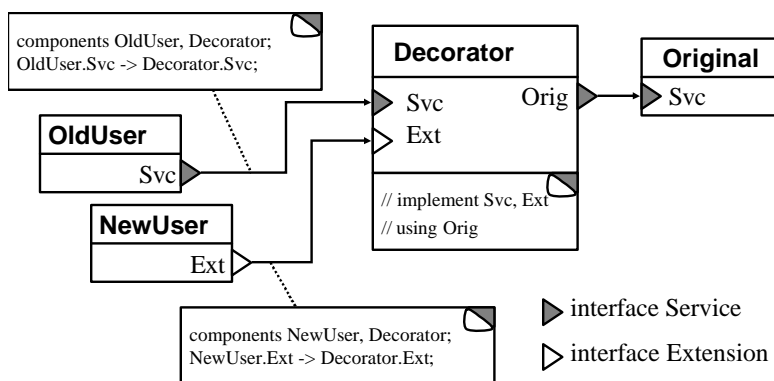 components OldUser, Decorator;
OldUser.Svc -> Decorator.Svc;
Decorator
Svc
Orig
Ext
// implement Svc, Ext
// using Orig
Original
Svc
OldUser
Svc
NewUser
Ext
components NewUser, Decorator;
NewUser.Ext -> Decorator.Ext;
interface Service
interface Extension